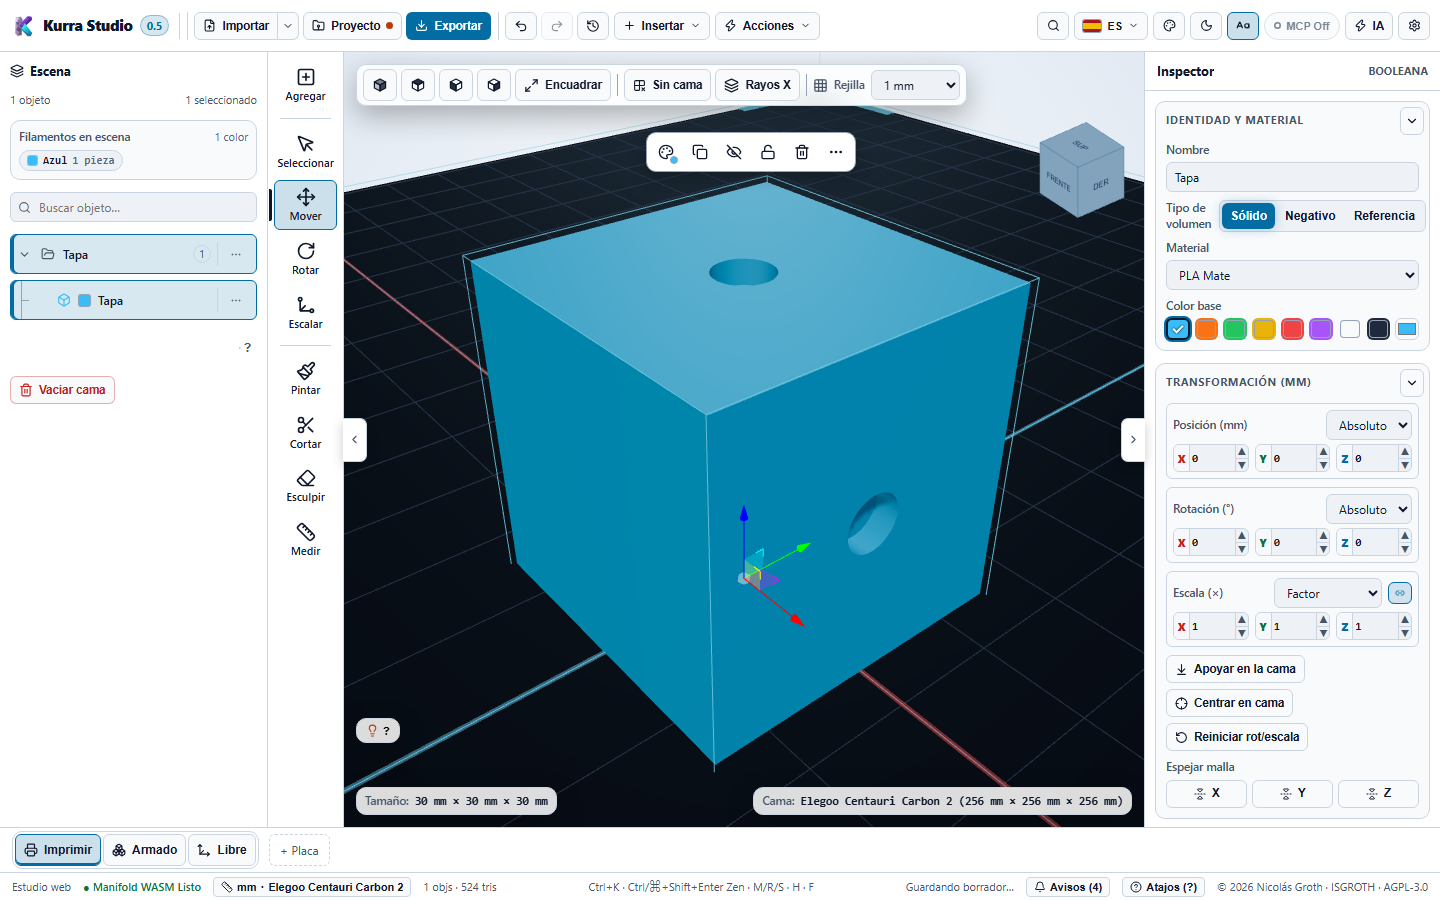 Kurra Studio 0.5 Importar Proyecto Exportar Insertar Acciones ES MCP Off IA
Escena
1 objeto 1 seleccionado
Filamentos en escena 1 color
Azul 1 pieza
Buscar objeto...
Tapa 1 ...
Tapa ...
· ?
Vaciar cama
Agregar
Seleccionar
Mover
Rotar
Escalar
Pintar
Cortar
Esculpir
Medir
Encuadrar Sin cama Rayos X Rejilla 1 mm
SUP
FRENTE DER
?
Tamaño: 30 mm × 30 mm × 30 mm
Cama: Elegoo Centauri Carbon 2 (256 mm × 256 mm × 256 mm)
Inspector BOOLEANA
IDENTIDAD Y MATERIAL
Nombre
Tapa
Tipo de volumen Sólido Negativo Referencia
Material
PLA Mate
Color base
TRANSFORMACIÓN (MM)
Posición (mm) Absoluto
X 0 Y 0 Z 0
Rotación (°) Absoluto
X 0 Y 0 Z 0
Escala (×) Factor
X 1 Y 1 Z 1
Apoyar en la cama
Centrar en cama
Reiniciar rot/escala
Espejar malla
X Y Z
Imprimir Armado Libre + Placa
Estudio web ● Manifold WASM Listo mm · Elegoo Centauri Carbon 2 1 objs · 524 tris Ctrl+K · Ctrl/⌘+Shift+Enter Zen · M/R/S · H · F Guardando borrador... Avisos (4) Atajos (?) © 2026 Nicolás Groth · ISGROTH · AGPL-3.0